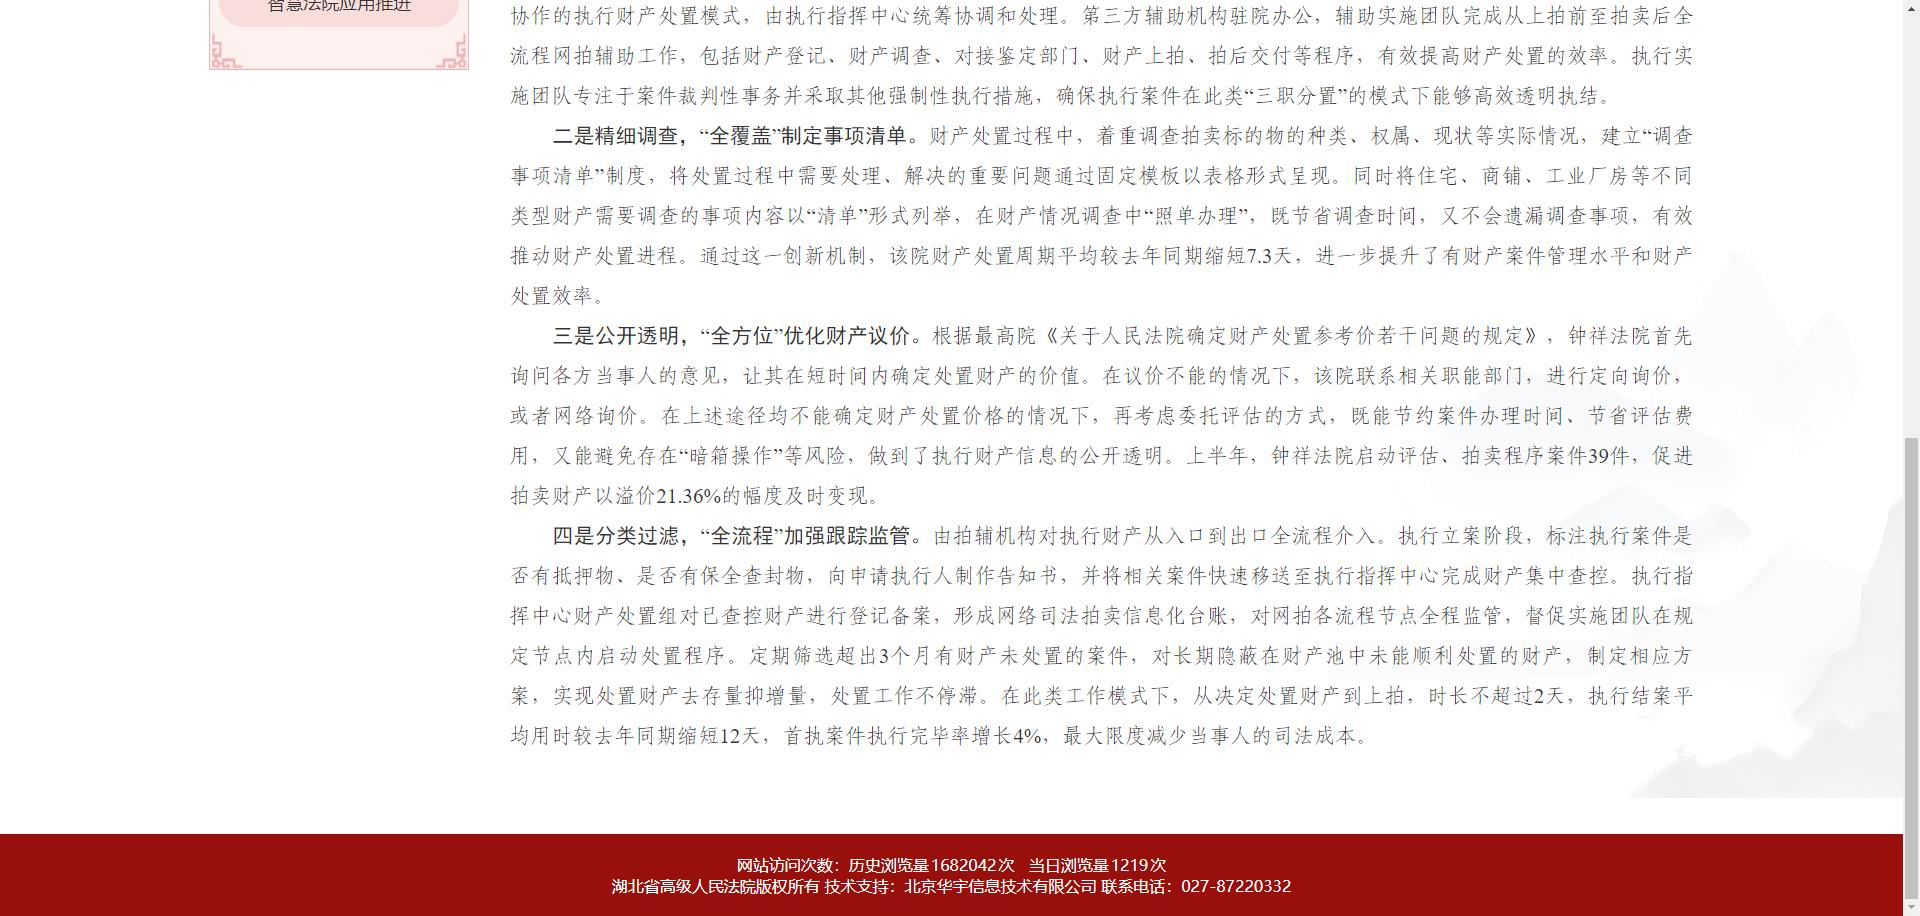 智慧法院应用推进
协作的执行财产处置模式，由执行指挥中心统筹协调和处理。第三方辅助机构驻院办公，辅助实施团队完成从上拍前至拍卖后全
流程网拍辅助工作，包括财产登记、财产调查、对接鉴定部门、财产上拍、拍后交付等程序，有效提高财产处置的效率。执行实
施团队专注于案件裁判性事务并采取其他强制性执行措施，确保执行案件在此类“三职分置”的模式下能够高效透明执结。
二是精细调查，“全覆盖”制定事项清单。财产处置过程中，着重调查拍卖标的物的种类、权属、现状等实际情况，建立“调查
事项清单”制度，将处置过程中需要处理、解决的重要问题通过固定模板以表格形式呈现。同时将住宅、商铺、工业厂房等不同
类型财产需要调查的事项内容以“清单”形式列举，在财产情况调查中“照单办理”，既节省调查时间，又不会遗漏调查事项，有效
推动财产处置进程。通过这一创新机制，该院财产处置周期平均较去年同期缩短7.3天，进一步提升了有财产案件管理水平和财产
处置效率。
三是公开透明，“全方位”优化财产议价。根据最高院《关于人民法院确定财产处置参考价若干问题的规定》，钟祥法院首先
询问各方当事人的意见，让其在短时间内确定处置财产的价值。在议价不能的情况下，该院联系相关职能部门，进行定向询价，
或者网络询价。在上述途径均不能确定财产处置价格的情况下，再考虑委托评估的方式，既能节约案件办理时间、节省评估费
用，又能避免存在“暗箱操作”等风险，做到了执行财产信息的公开透明。上半年，钟祥法院启动评估、拍卖程序案件39件，促进
拍卖财产以溢价21.36%的幅度及时变现。
四是分类过滤，“全流程”加强跟踪监管。由拍辅机构对执行财产从入口到出口全流程介入。执行立案阶段，标注执行案件是
否有抵押物、是否有保全查封物，向申请执行人制作告知书，并将相关案件快速移送至执行指挥中心完成财产集中查控。执行指
挥中心财产处置组对已查控财产进行登记备案，形成网络司法拍卖信息化台账，对网拍各流程节点全程监管，督促实施团队在规
定节点内启动处置程序。定期筛选超出3个月有财产未处置的案件，对长期隐蔽在财产池中未能顺利处置的财产，制定相应方
案，实现处置财产去存量抑增量，处置工作不停滞。在此类工作模式下，从决定处置财产到上拍，时长不超过2天，执行结案平
均用时较去年同期缩短12天，首执案件执行完毕率增长4%，最大限度减少当事人的司法成本。
网站访问次数：历史浏览量1682042次 当日浏览量1219次
湖北省高级人民法院版权所有 技术支持：北京华宇信息技术有限公司 联系电话：027-87220332